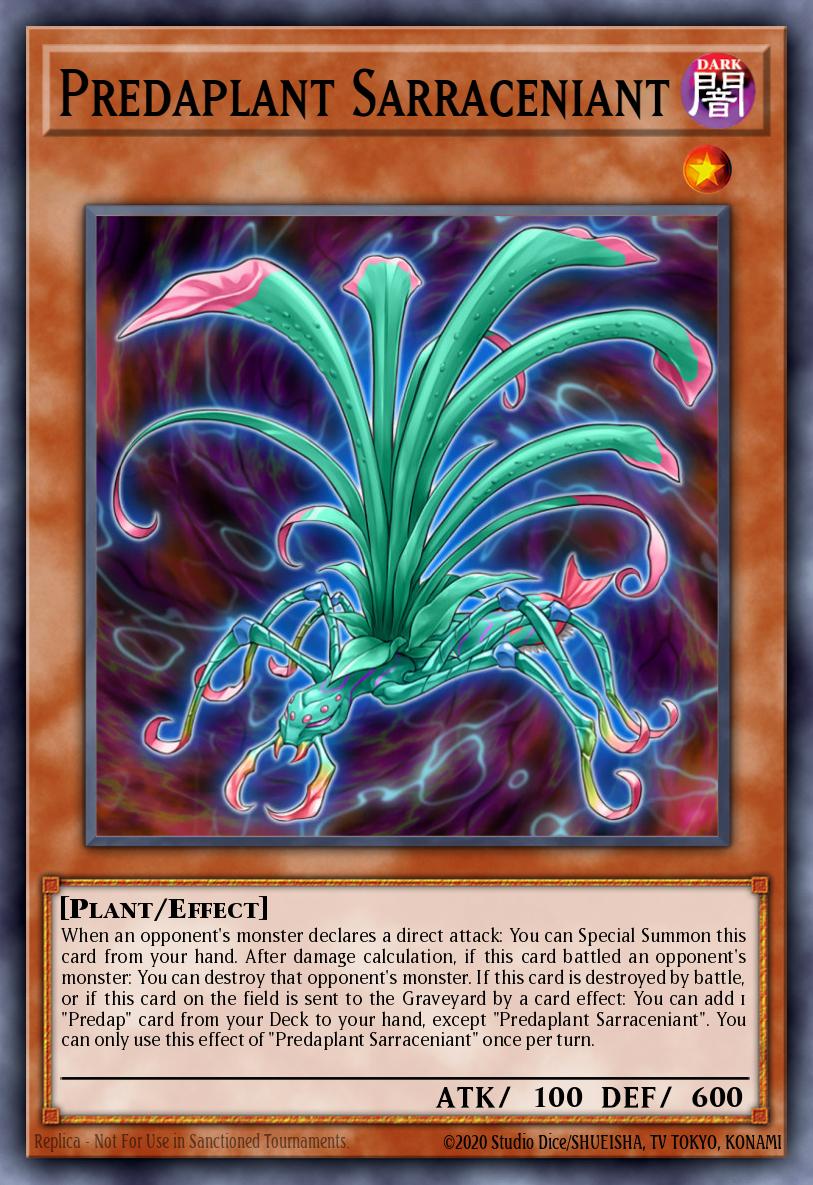 Predaplant Sarraceniant
DARK
闇
[Plant/Effect]
When an opponent's monster declares a direct attack: You can Special Summon this
card from your hand. After damage calculation, if this card battled an opponent's
monster: You can destroy that opponent's monster. If this card is destroyed by battle,
or if this card on the field is sent to the Graveyard by a card effect: You can add 1
"Predap" card from your Deck to your hand, except "Predaplant Sarraceniant". You
can only use this effect of "Predaplant Sarraceniant" once per turn.
ATK/ 100 DEF/ 600
Replica - Not For Use in Sanctioned Tournaments.
©2020 Studio Dice/SHUEISHA, TV TOKYO, KONAMI